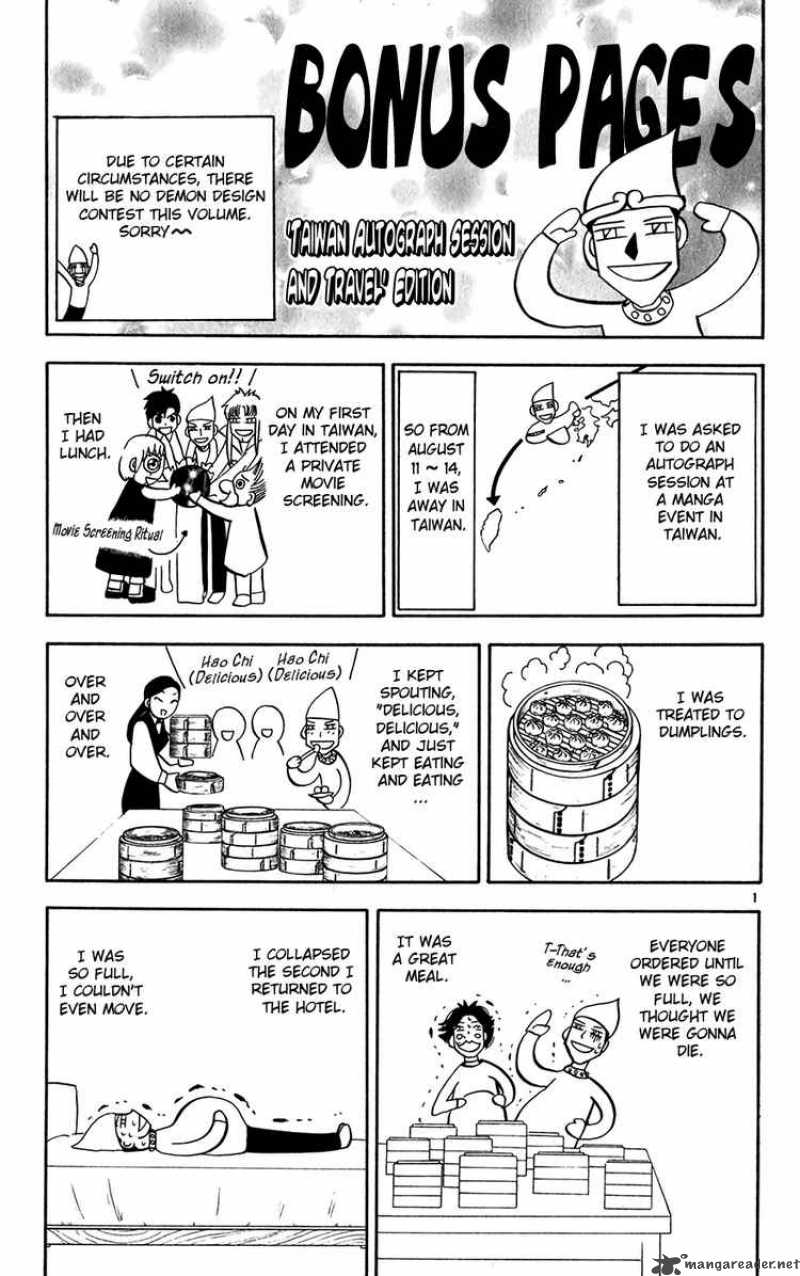 BONUS PAGES
'TAIWAN AUTOGRAPH SESSION
AND TRAVEL' EDITION
DUE TO CERTAIN
CIRCUMSTANCES, THERE
WILL BE NO DEMON DESIGN
CONTEST THIS VOLUME.
SORRY~~
I WAS ASKED
TO DO AN
AUTOGRAPH
SESSION AT
A MANGA
EVENT IN
TAIWAN.
SO FROM
AUGUST
11 ~ 14,
I WAS
AWAY IN
TAIWAN.
ON MY FIRST
DAY IN TAIWAN,
I ATTENDED
A PRIVATE
MOVIE
SCREENING.
Switch on!!
Movie Screening Ritual
THEN
I HAD
LUNCH.
I WAS
TREATED TO
DUMPLINGS.
I KEPT
SPOUTING,
"DELICIOUS,
DELICIOUS,"
AND JUST
KEPT EATING
AND EATING
...
Hao Chi
(Delicious)
Hao Chi
(Delicious)
OVER
AND
OVER
AND
OVER.
1
EVERYONE
ORDERED UNTIL
WE WERE SO
FULL, WE
THOUGHT WE
WERE GONNA
DIE.
T-That's
Enough
...
IT WAS
A GREAT
MEAL.
I COLLAPSED
THE SECOND I
RETURNED TO
THE HOTEL.
I WAS
SO FULL,
I COULDN'T
EVEN MOVE.
mangareader.net